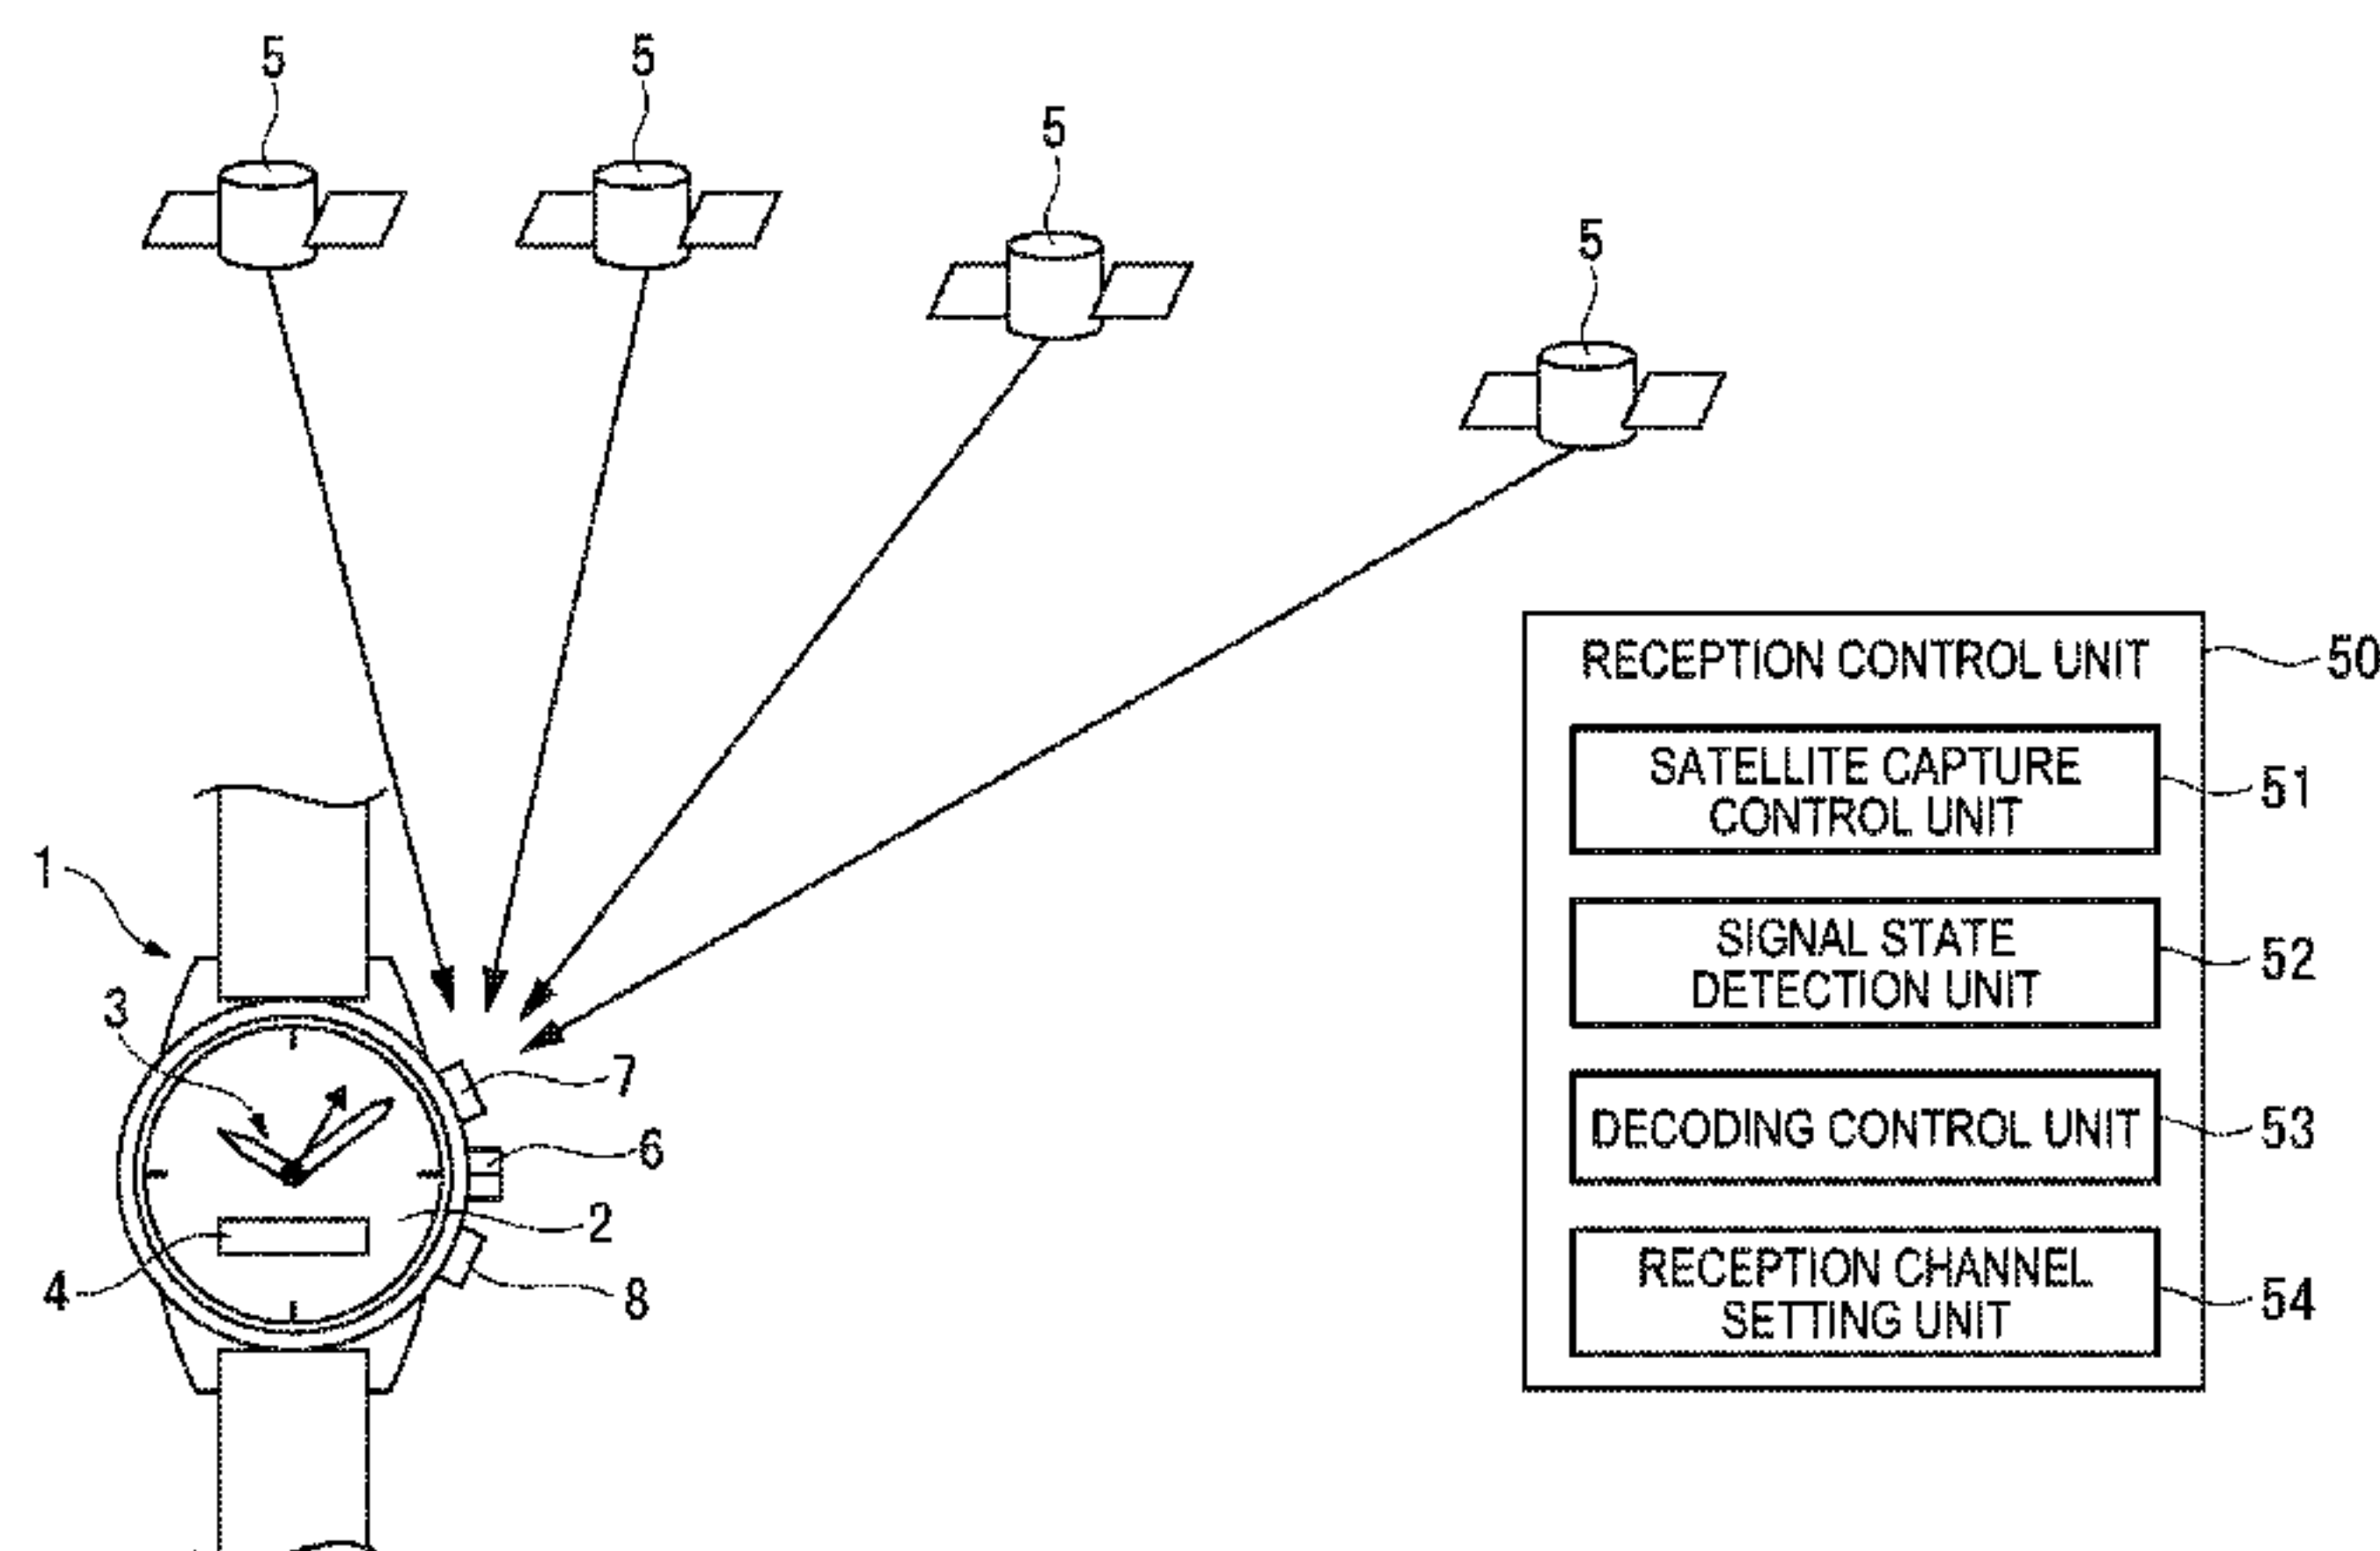 5
5
5
5
RECEPTION CONTROL UNIT
50
SATELLITE CAPTURE
CONTROL UNIT
51
1
SIGNAL STATE
DETECTION UNIT
52
3
7
DECODING CONTROL UNIT
53
6
2
4
8
RECEPTION CHANNEL
SETTING UNIT
54